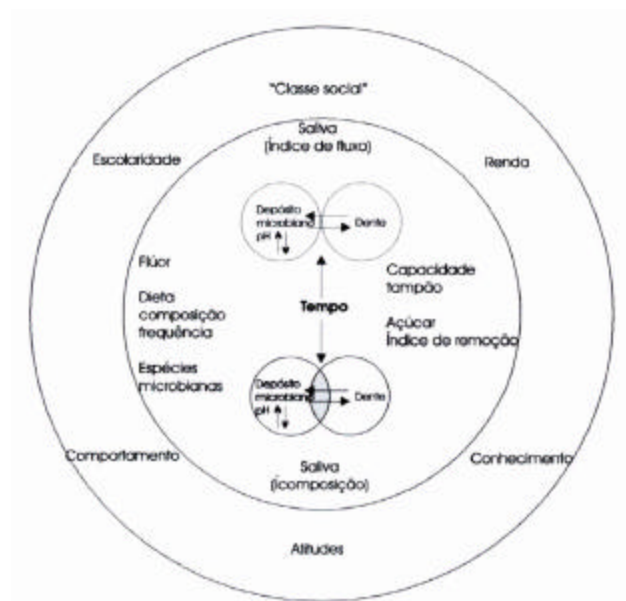 "Classe social"
Saliva
(Índice de fluxo)
Escolaridade
Renda
Depósito
microbiano
pH
Dente
Flúor
Capacidade
tampão
Dieta
composição
frequência
Tempo
Açúcar
Índice de remoção
Espécies
microbianas
Depósito
microbiano
pH
Dente
Comportamento
Saliva
(icomposição)
Conhecimento
Atitudes